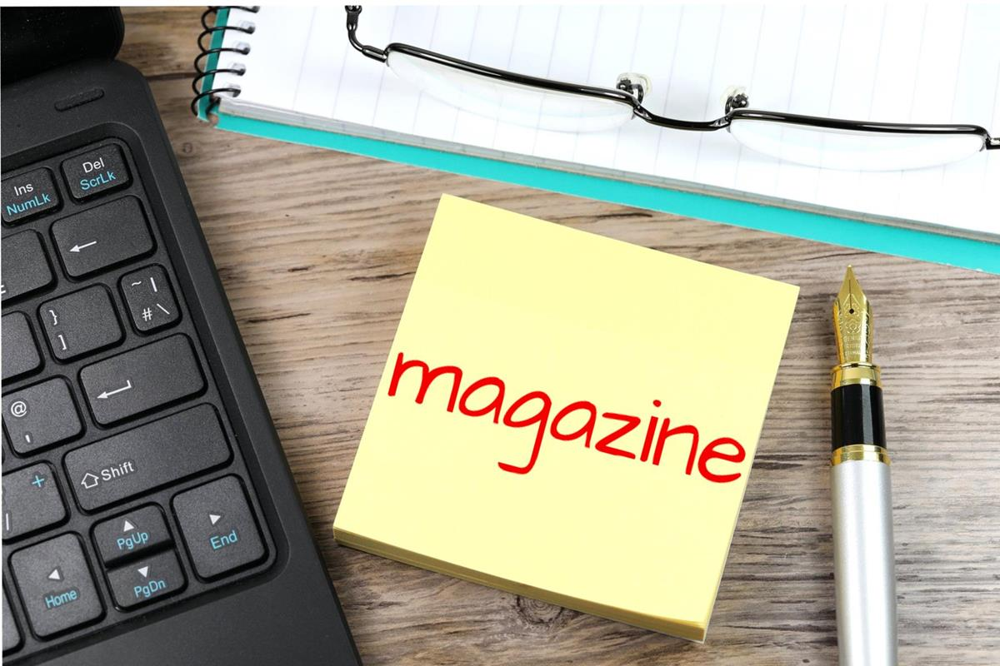 Ins
NumLk
Del
ScrLk
←
~ |
# \
}
]
@
'
Shift
+
/
PgUp
End
Home
PgDn
magazine